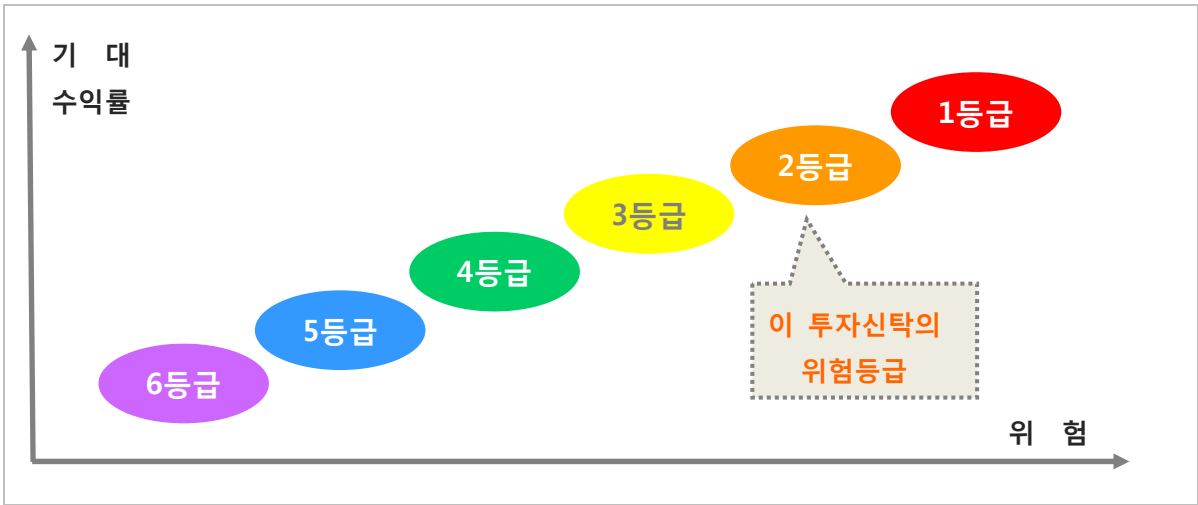 기 대
수익률
1등급
2등급
3등급
4등급
5등급
6등급
이 투자신탁의
위험등급
위 험